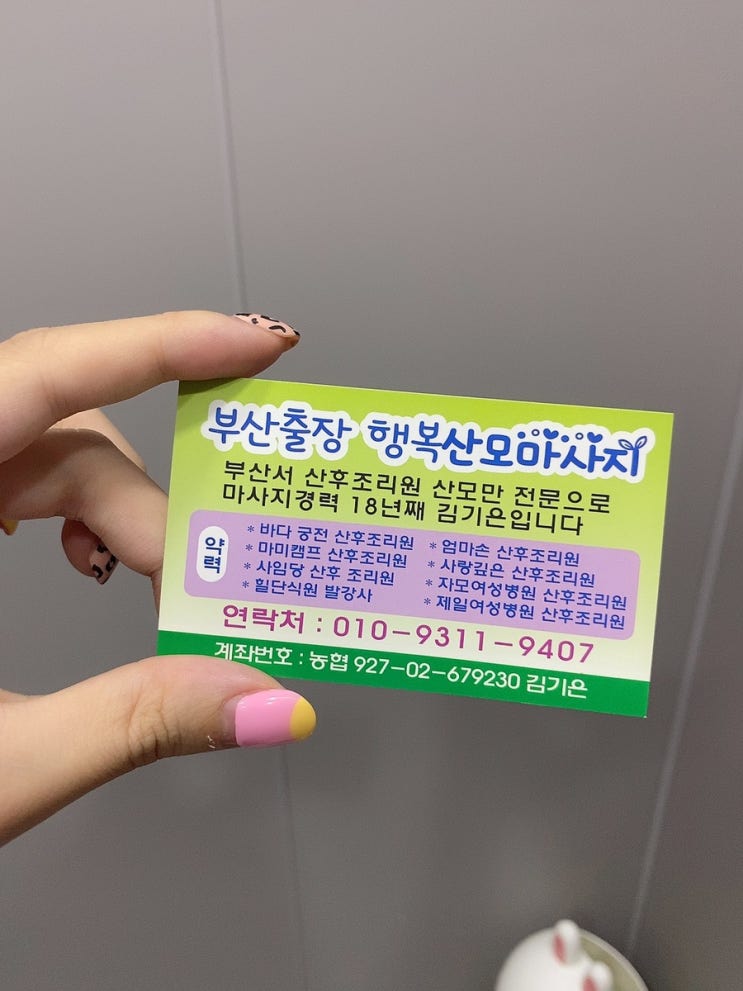 부산출장 행복산모마사지
부산서 산후조리원 산모만 전문으로
마사지경력 18년째 김기은입니다
약력
* 바다 궁전 산후조리원
* 마미캠프 산후조리원
* 사임당 산후 조리원
* 힐단식원 발강사
* 엄마손 산후조리원
* 사랑깊은 산후조리원
* 자모여성병원 산후조리원
* 제일여성병원 산후조리원
연락처 : 010-9311-9407
계좌번호 : 농협 927-02-679230 김기은